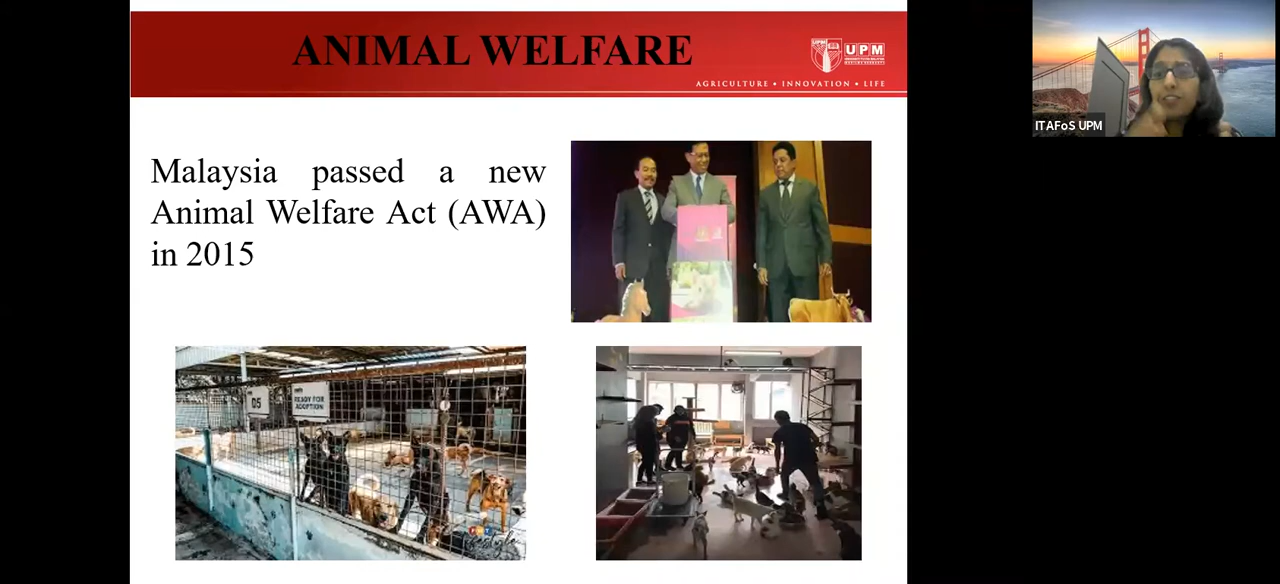 ANIMAL WELFARE
UPM
AGRICULTURE • INNOVATION • LIFE
ITAFoS UPM
Malaysia passed a new
Animal Welfare Act (AWA)
in 2015
05
READY FOR
ADOPTION